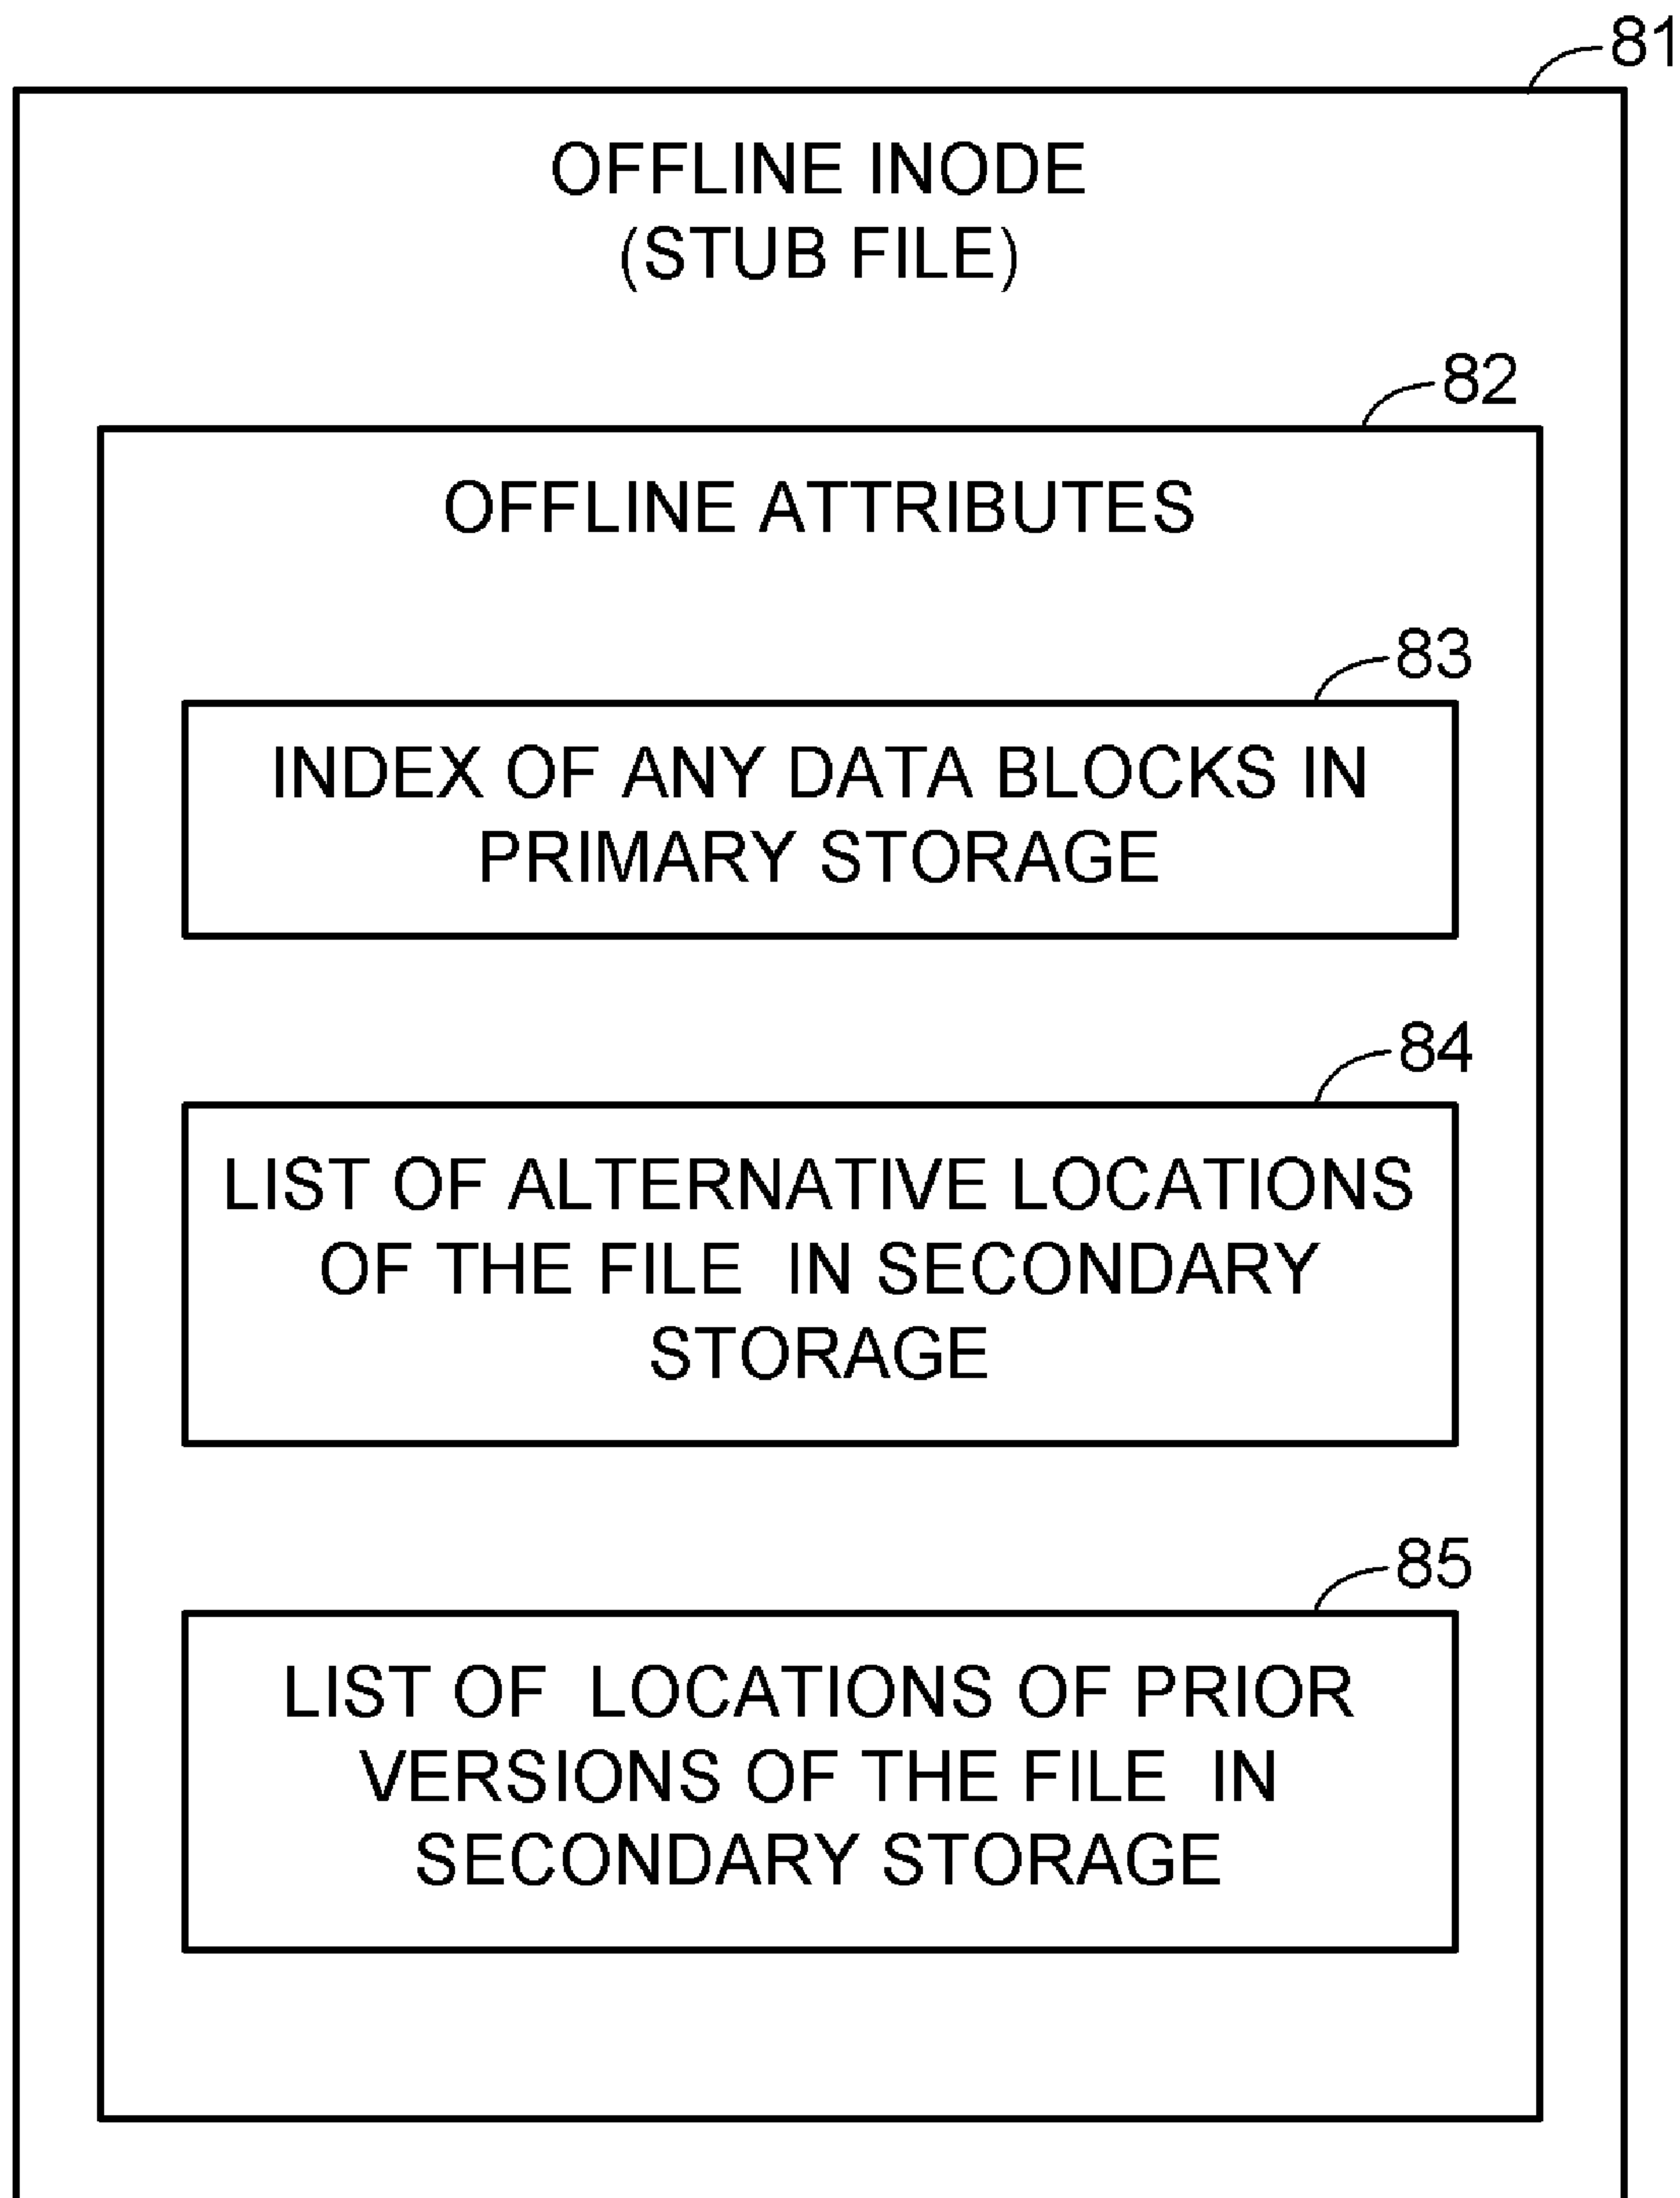 81
OFFLINE INODE
(STUB FILE)
82
OFFLINE ATTRIBUTES
83
INDEX OF ANY DATA BLOCKS IN
PRIMARY STORAGE
84
LIST OF ALTERNATIVE LOCATIONS
OF THE FILE IN SECONDARY
STORAGE
85
LIST OF LOCATIONS OF PRIOR
VERSIONS OF THE FILE IN
SECONDARY STORAGE